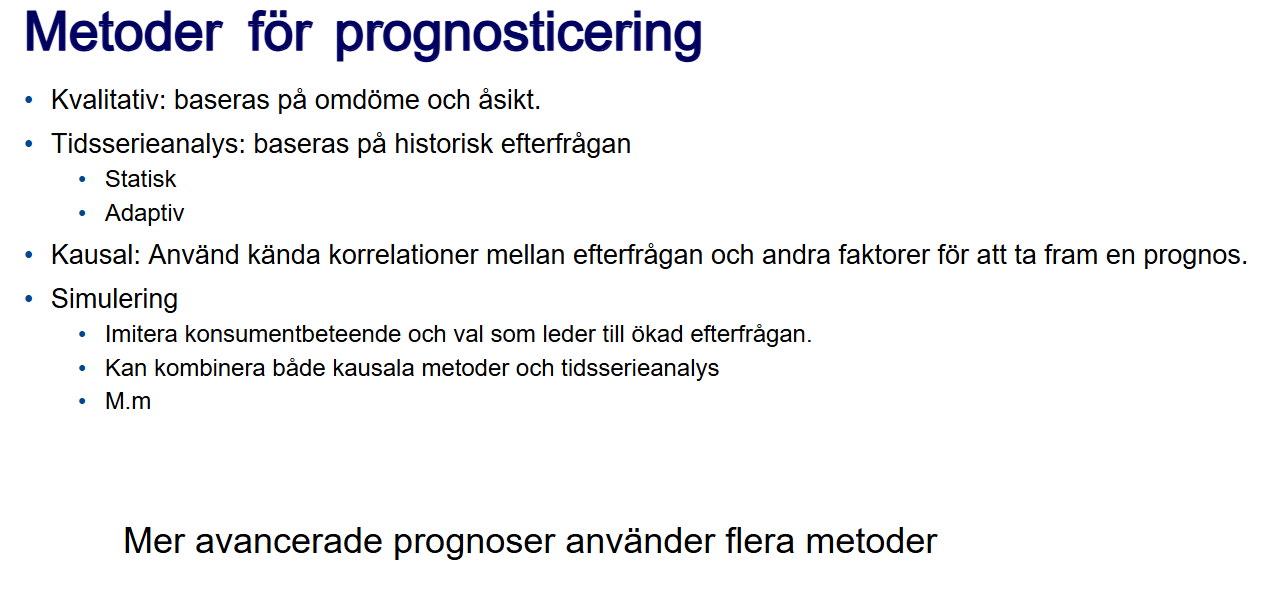 Metoder för prognosticering
• Kvalitativ: baseras på omdöme och åsikt.
• Tidsserieanalys: baseras på historisk efterfrågan
• Statisk
• Adaptiv
• Kausal: Använd kända korrelationer mellan efterfrågan och andra faktorer för att ta fram en prognos.
• Simulering
• Imitera konsumentbeteende och val som leder till ökad efterfrågan.
• Kan kombinera både kausala metoder och tidsserieanalys
• M.m
Mer avancerade prognoser använder flera metoder